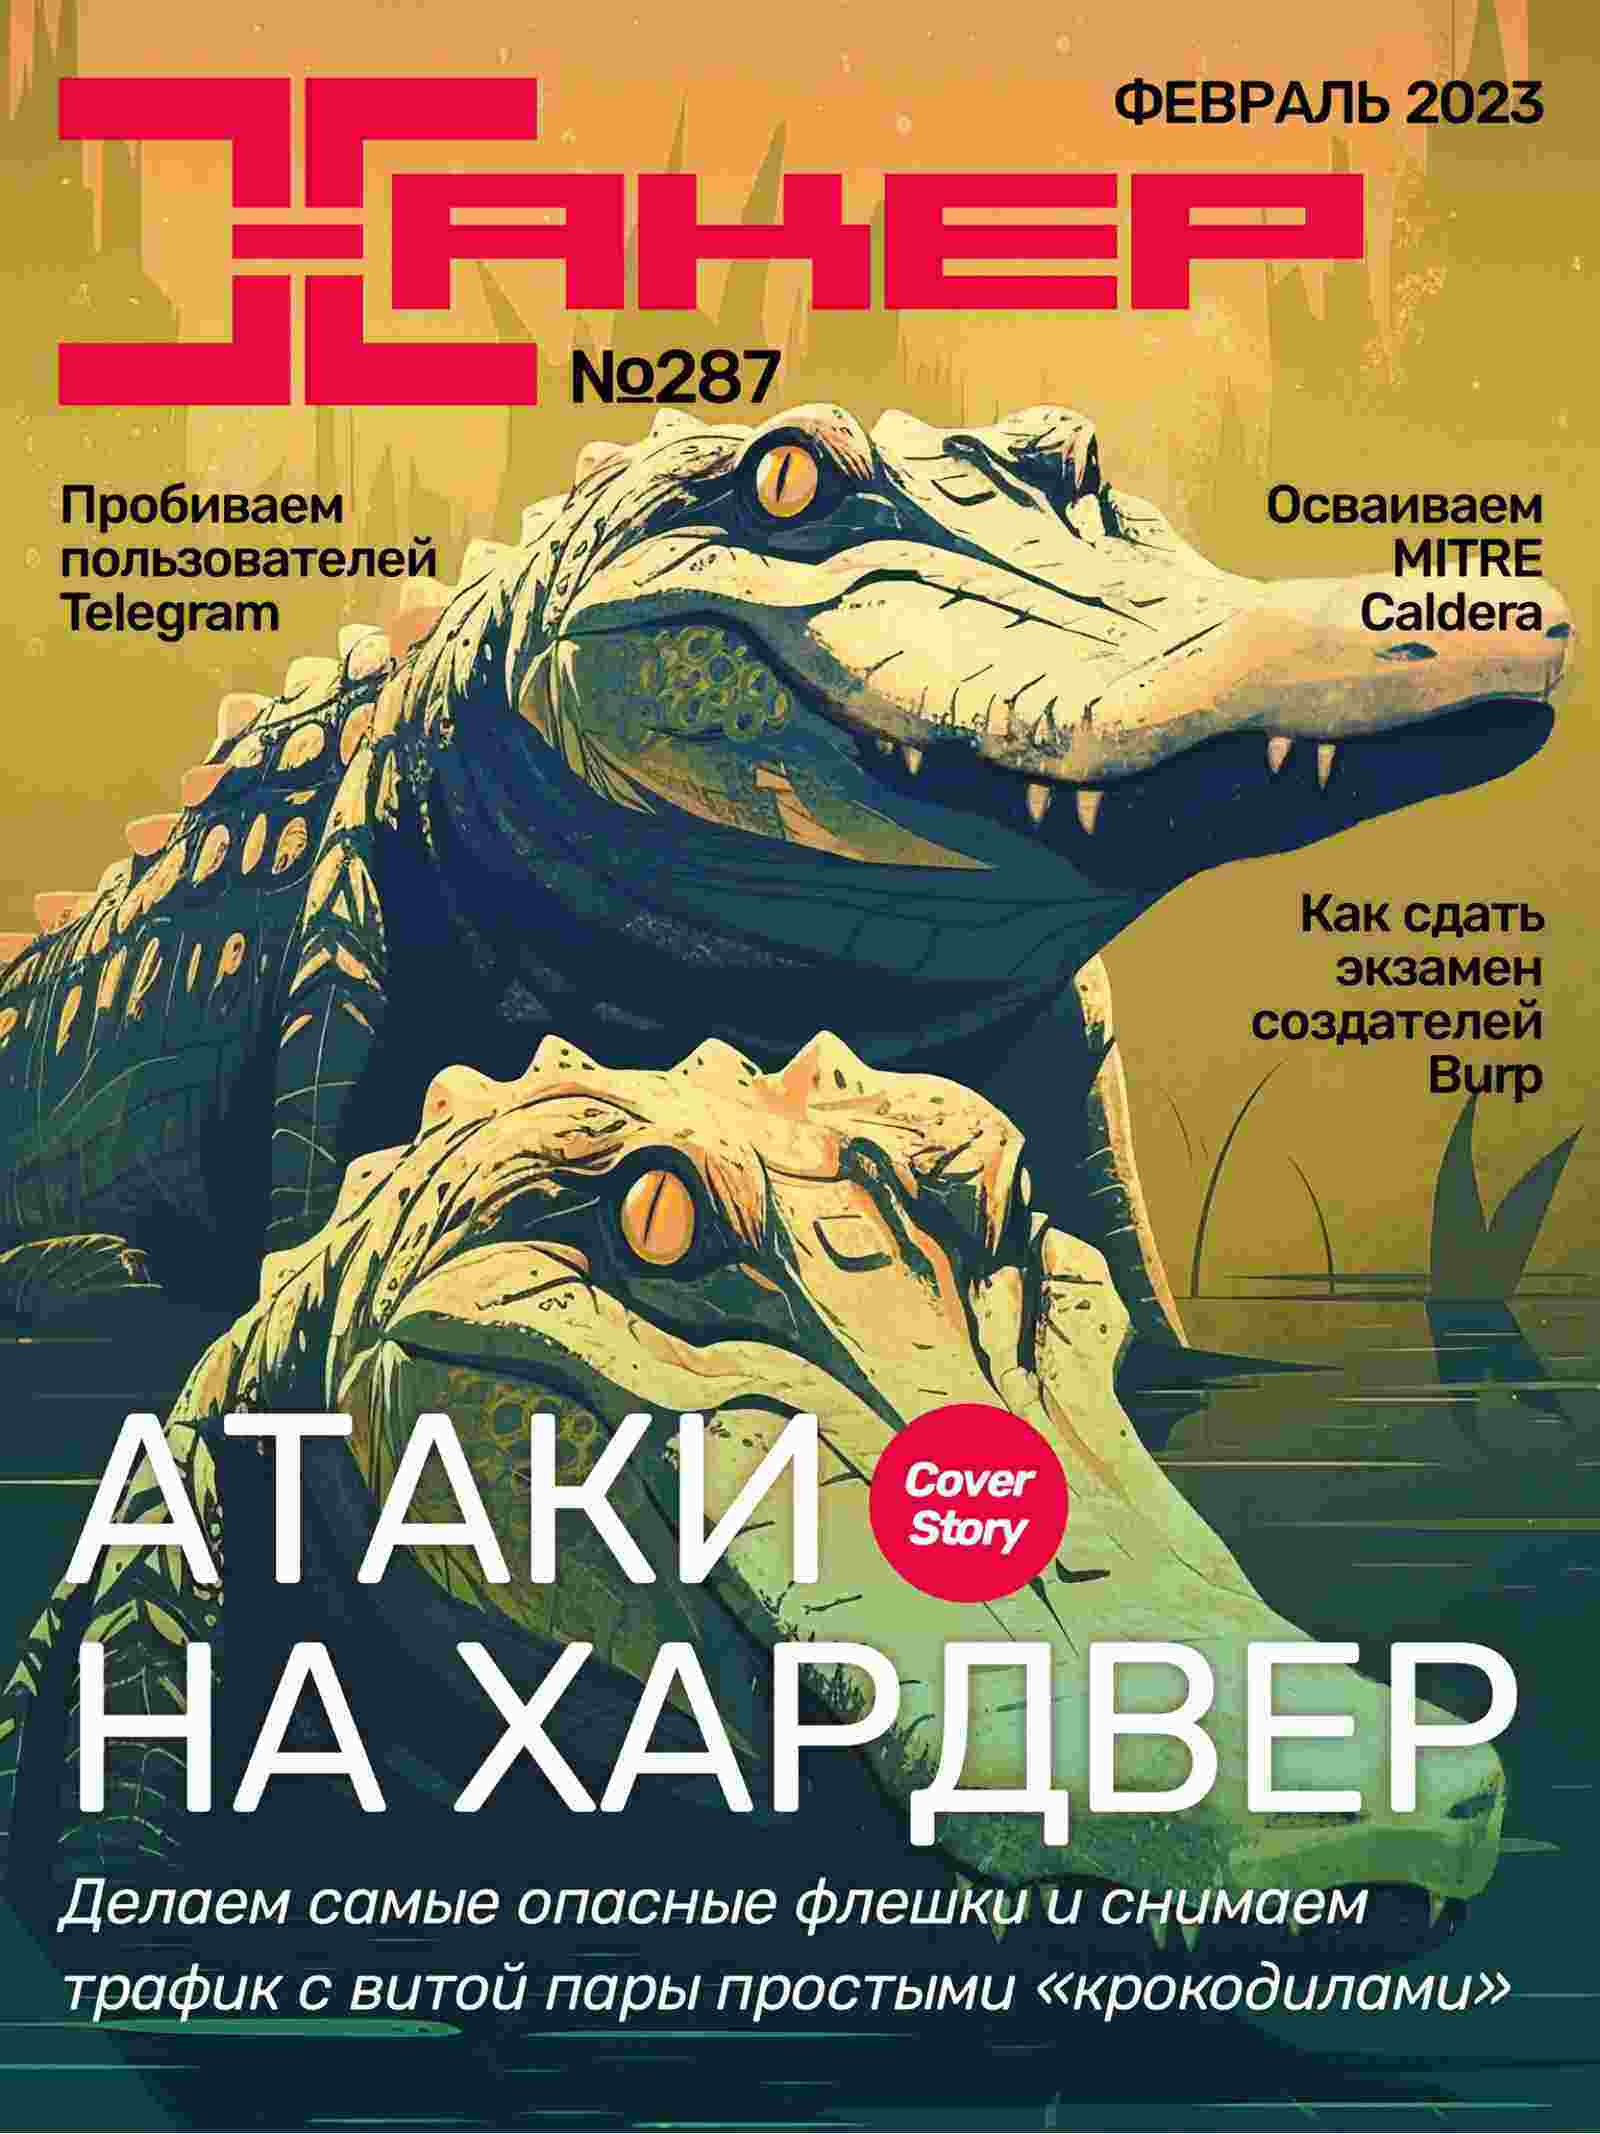 ФЕВРАЛЬ 2023
ХАКЕР
№287
Пробиваем
пользователей
Telegram
Осваиваем
MITRE
Caldera
Как сдать
экзамен
создателей
Burp
АТАКИ
Cover
Story
НА ХАРДВЕР
Делаем самые опасные флешки и снимаем
трафик с витой пары простыми «крокодилами»